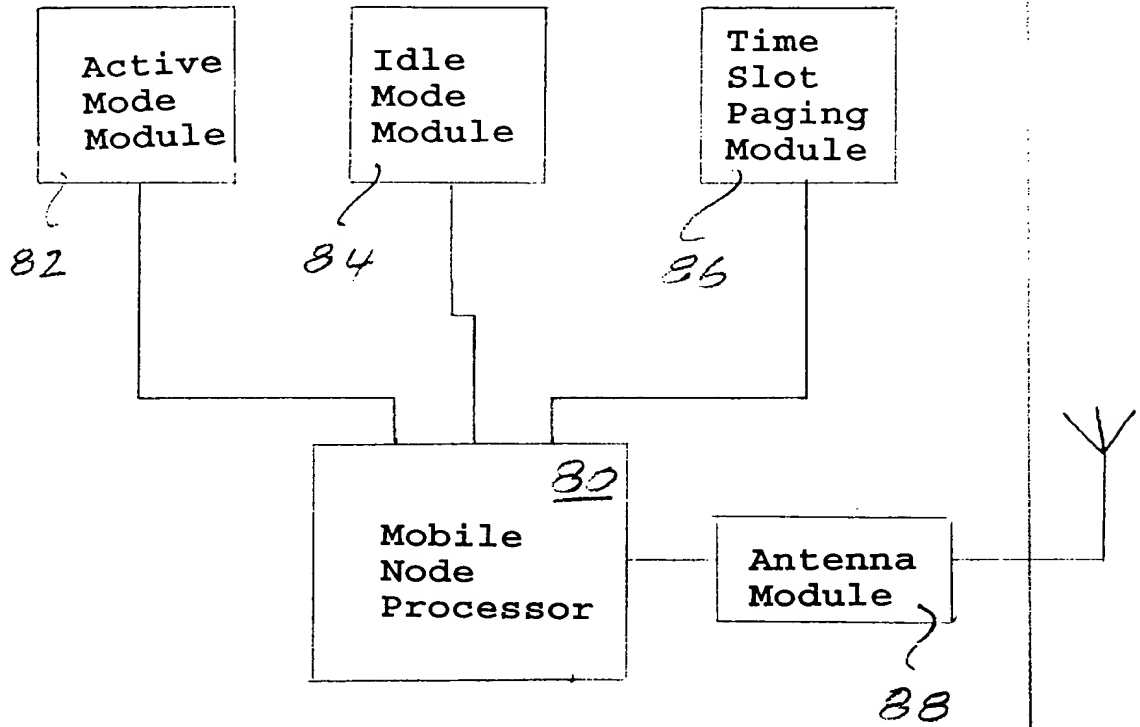 Active
Mode
Module
Idle
Mode
Module
Time
Slot
Paging
Module
82
84
86
80
Mobile
Node
Processor
Antenna
Module
88